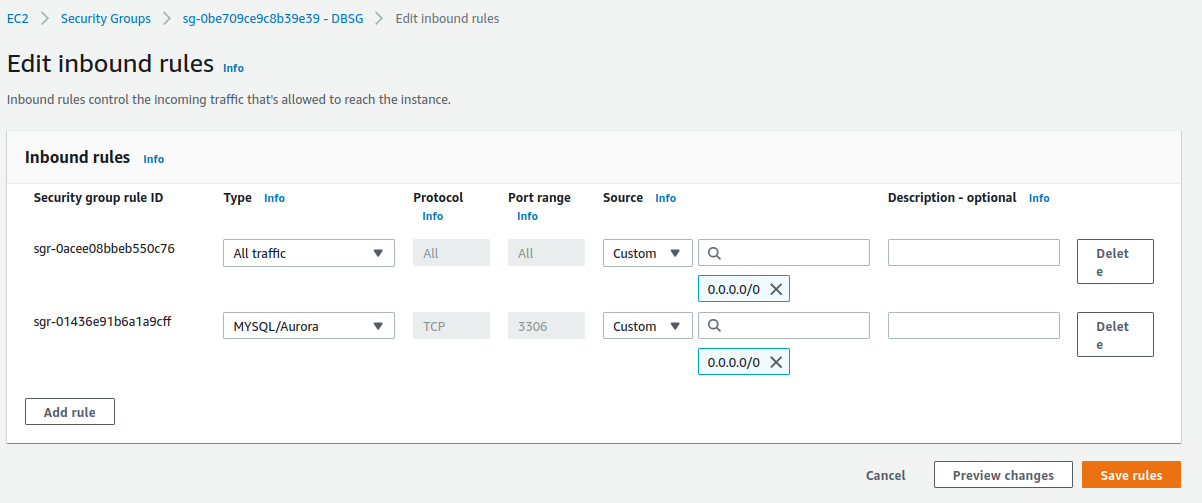 EC2 > Security Groups > sg-0be709ce9c8b39e39 - DBSG > Edit inbound rules
Edit inbound rules Info
Inbound rules control the incoming traffic that's allowed to reach the instance.
Inbound rules Info
Security group rule ID Type Info Protocol Info Port range Info Source Info Description - optional Info
sgr-0acee08bbeb550c76 All traffic All All Custom Delete
0.0.0.0/0
sgr-01436e91b6a1a9cff MYSQL/Aurora TCP 3306 Custom Delete
0.0.0.0/0
Add rule
Cancel Preview changes Save rules